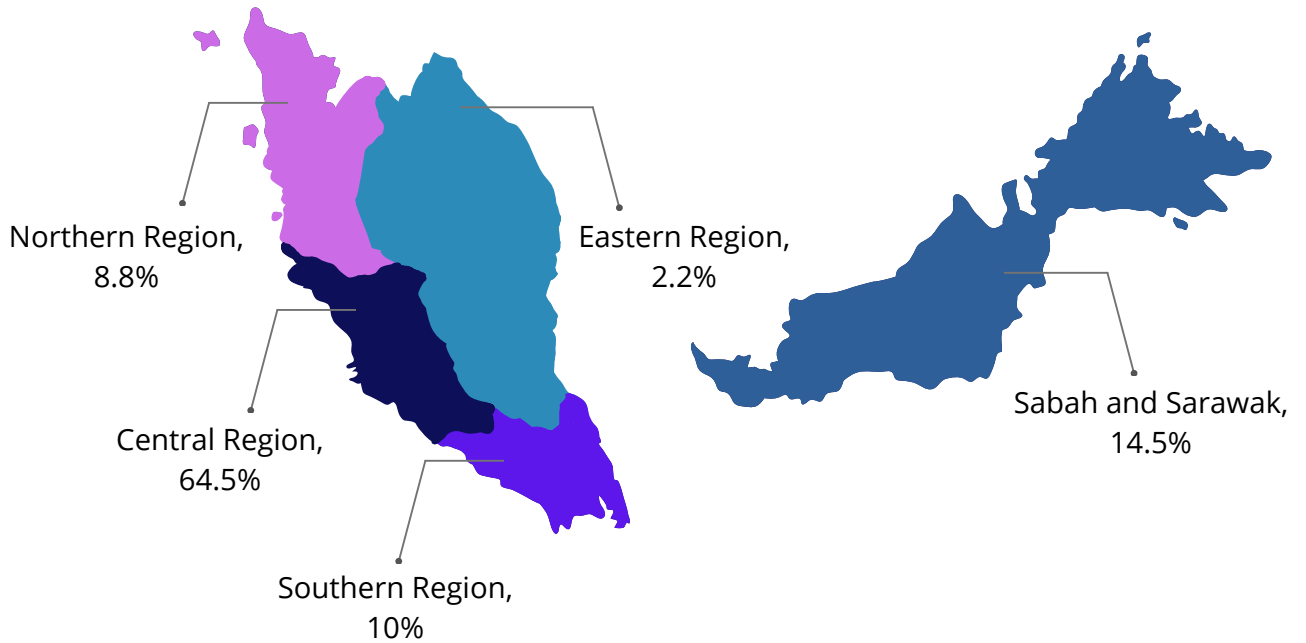 Northern Region,
8.8%
Eastern Region,
2.2%
Central Region,
64.5%
Sabah and Sarawak,
14.5%
Southern Region,
10%